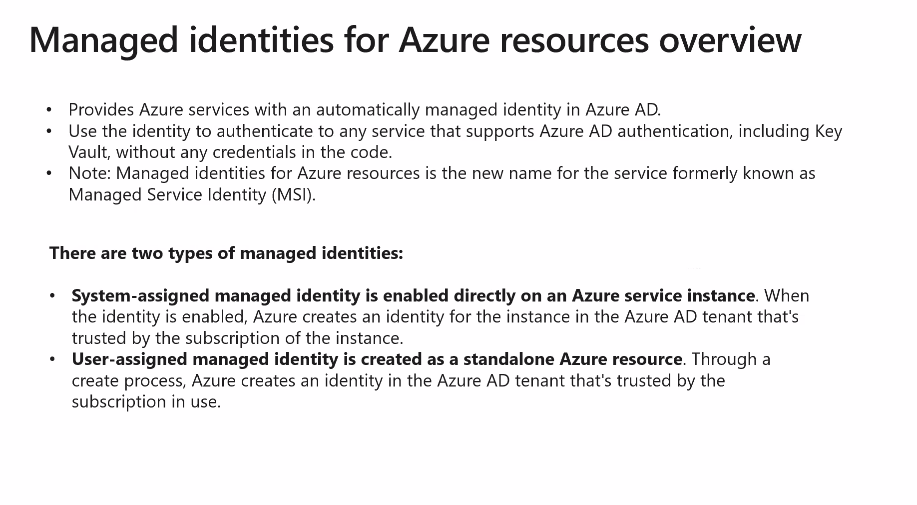 Managed identities for Azure resources overview
• Provides Azure services with an automatically managed identity in Azure AD.
• Use the identity to authenticate to any service that supports Azure AD authentication, including Key
Vault, without any credentials in the code.
• Note: Managed identities for Azure resources is the new name for the service formerly known as
Managed Service Identity (MSI).
There are two types of managed identities:
• System-assigned managed identity is enabled directly on an Azure service instance. When
the identity is enabled, Azure creates an identity for the instance in the Azure AD tenant that's
trusted by the subscription of the instance.
• User-assigned managed identity is created as a standalone Azure resource. Through a
create process, Azure creates an identity in the Azure AD tenant that's trusted by the
subscription in use.